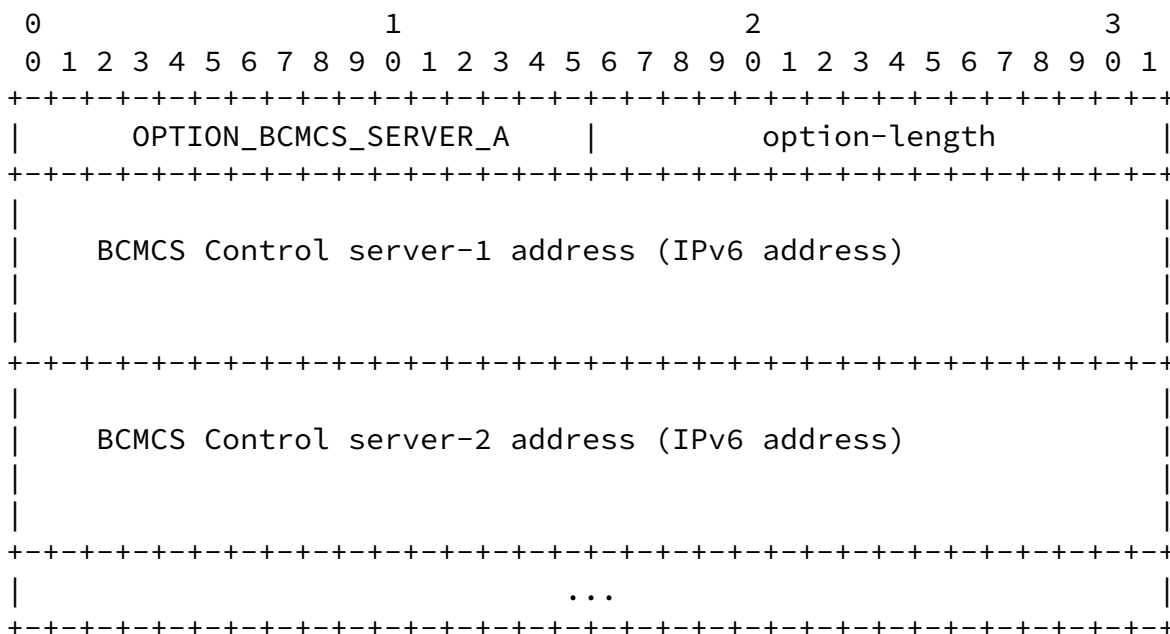 0                   1                   2                   3
 0 1 2 3 4 5 6 7 8 9 0 1 2 3 4 5 6 7 8 9 0 1 2 3 4 5 6 7 8 9 0 1
+-+-+-+-+-+-+-+-+-+-+-+-+-+-+-+-+-+-+-+-+-+-+-+-+-+-+-+-+-+-+-+-+
|      OPTION_BCMCS_SERVER_A    |         option-length         |
+-+-+-+-+-+-+-+-+-+-+-+-+-+-+-+-+-+-+-+-+-+-+-+-+-+-+-+-+-+-+-+-+
|                                                               |
|    BCMCS Control server-1 address (IPv6 address)              |
|                                                               |
|                                                               |
+-+-+-+-+-+-+-+-+-+-+-+-+-+-+-+-+-+-+-+-+-+-+-+-+-+-+-+-+-+-+-+-+
|                                                               |
|    BCMCS Control server-2 address (IPv6 address)              |
|                                                               |
|                                                               |
+-+-+-+-+-+-+-+-+-+-+-+-+-+-+-+-+-+-+-+-+-+-+-+-+-+-+-+-+-+-+-+-+
|                              ...                              |
+-+-+-+-+-+-+-+-+-+-+-+-+-+-+-+-+-+-+-+-+-+-+-+-+-+-+-+-+-+-+-+-+